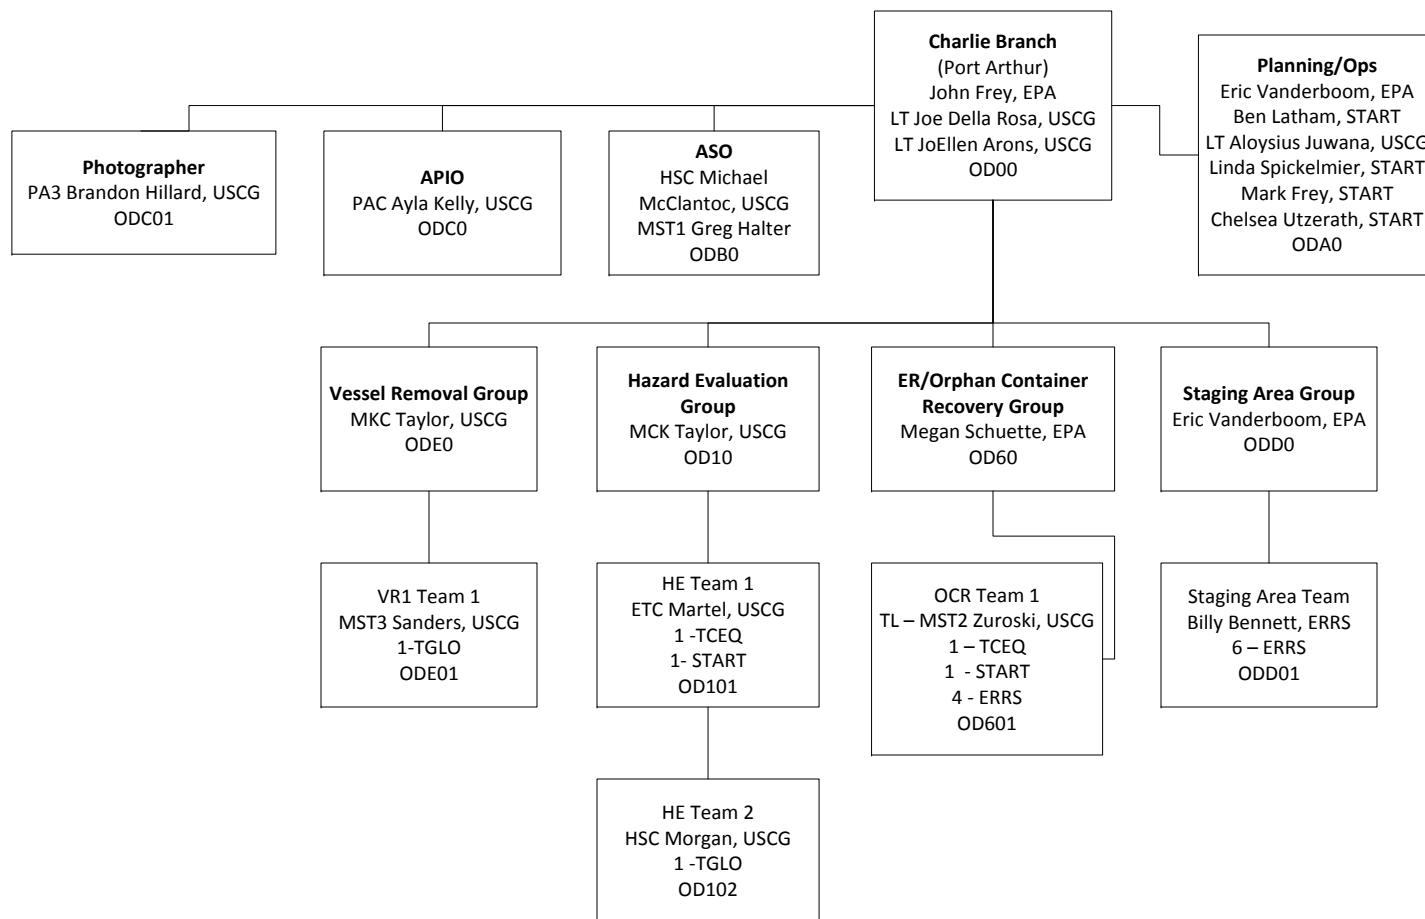 Charlie Branch
(Port Arthur)
John Frey, EPA
LT Joe Della Rosa, USCG
LT JoEllen Arons, USCG
OD00
Planning/Ops
Eric Vanderboom, EPA
Ben Latham, START
LT Aloysius Juwana, USCG
Linda Spickelmier, START
Mark Frey, START
Chelsea Utzerath, START
ODA0
Photographer
PA3 Brandon Hillard, USCG
ODC01
APIO
PAC Ayla Kelly, USCG
ODC0
ASO
HSC Michael
McClantoc, USCG
MST1 Greg Halter
ODB0
Vessel Removal Group
MKC Taylor, USCG
ODE0
Hazard Evaluation
Group
MCK Taylor, USCG
OD10
ER/Orphan Container
Recovery Group
Megan Schuette, EPA
OD60
Staging Area Group
Eric Vanderboom, EPA
ODD0
VR1 Team 1
MST3 Sanders, USCG
1-TGLO
ODE01
HE Team 1
ETC Martel, USCG
1 -TCEQ
1- START
OD101
OCR Team 1
TL – MST2 Zuroski, USCG
1 – TCEQ
1  - START
4 - ERRS
OD601
Staging Area Team
Billy Bennett, ERRS
6 – ERRS
ODD01
HE Team 2
HSC Morgan, USCG
1 -TGLO
OD102